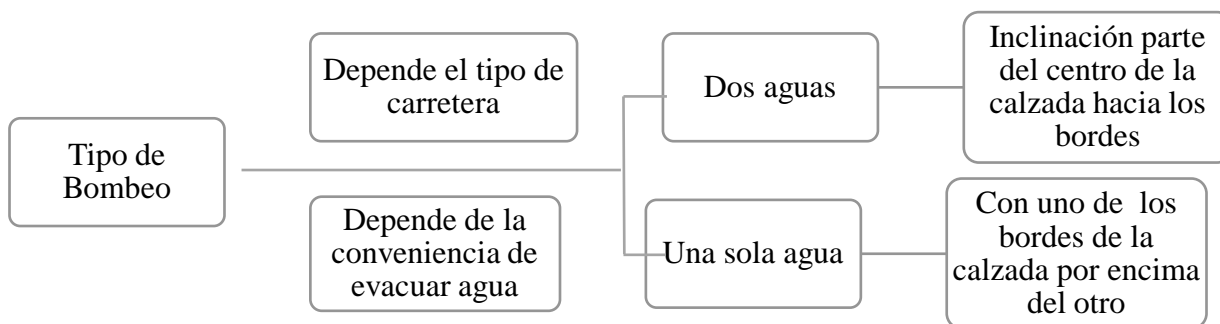 Tipo de
Bombeo
Depende el tipo de
carretera
Depende de la
conveniencia de
evacuar agua
Dos aguas
Una sola agua
Inclinación parte
del centro de la
calzada hacia los
bordes
Con uno de  los
bordes de la
calzada por encima
del otro